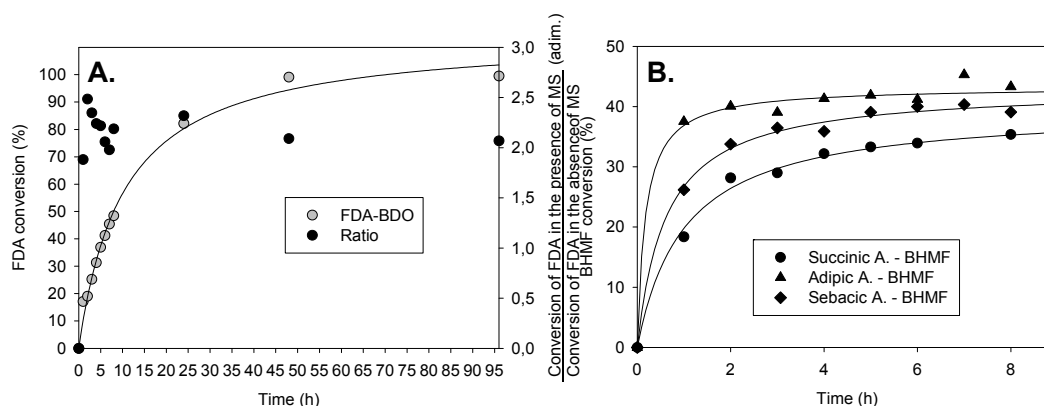 A.
FDA conversion (%)
100
90
80
70
60
50
40
30
20
10
0
3,0
2,5
2,0
1,5
1,0
0,5
0,0
FDA-BDO
Ratio
0 5 10 15 20 25 30 35 40 45 50 55 60 65 70 75 80 85 90 95
Time (h)
Conversion of FDA in the presence of MS (adim.)
Conversion of FDA in the absenceof MS
B.
BHMF conversion (%)
50
40
30
20
10
0
Succinic A. - BHMF
Adipic A. - BHMF
Sebacic A. - BHMF
0 2 4 6 8
Time (h)